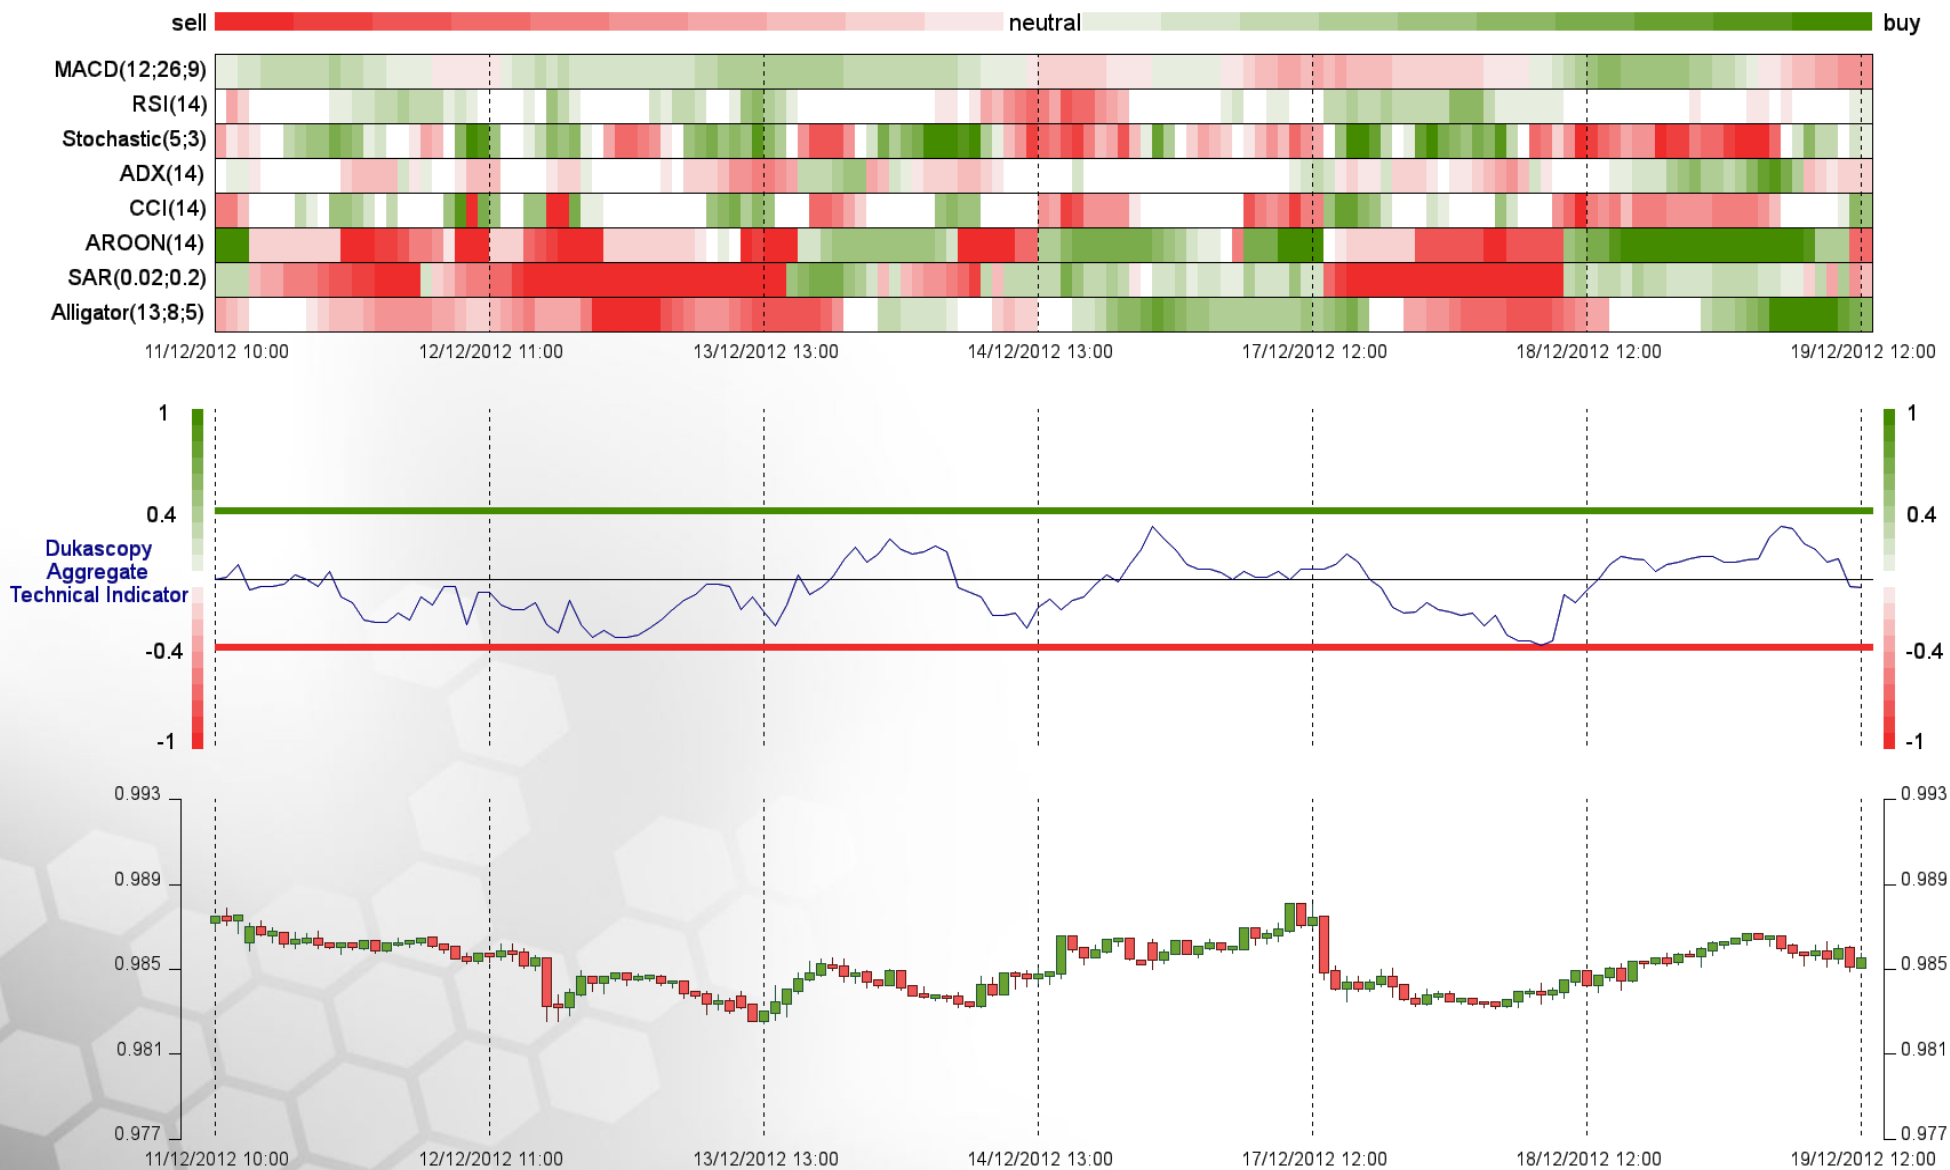 sell neutral buy
MACD(12;26;9)
RSI(14)
Stochastic(5;3)
ADX(14)
CCI(14)
AROON(14)
SAR(0.02;0.2)
Alligator(13;8;5)
11/12/2012 10:00 12/12/2012 11:00 13/12/2012 13:00 14/12/2012 13:00 17/12/2012 12:00 18/12/2012 12:00 19/12/2012 12:00
1 1
0.4 0.4
Dukascopy
Aggregate
Technical Indicator
-0.4 -0.4
-1 -1
0.993 0.993
0.989 0.989
0.985 0.985
0.981 0.981
0.977 0.977
11/12/2012 10:00 12/12/2012 11:00 13/12/2012 13:00 14/12/2012 13:00 17/12/2012 12:00 18/12/2012 12:00 19/12/2012 12:00